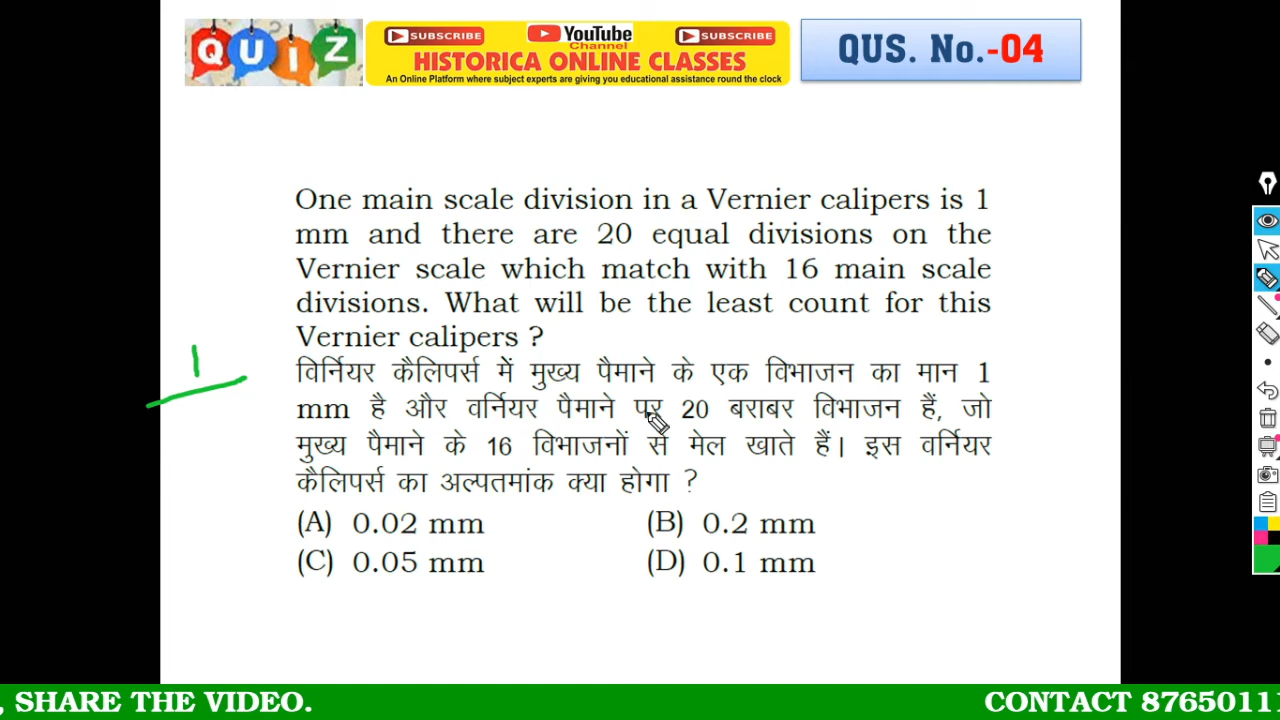 QUIZ
SUBSCRIBE
YouTube
SUBSCRIBE
Channel
HISTORICA ONLINE CLASSES
An Online Platform where subject experts are giving you educational assistance round the clock
QUS. No.-04
One main scale division in a Vernier calipers is 1
mm and there are 20 equal divisions on the
Vernier scale which match with 16 main scale
divisions. What will be the least count for this
Vernier calipers ?
1
विर्नियर कैलिपर्स में मुख्य पैमाने के एक विभाजन का मान 1
mm है और वर्नियर पैमाने पर 20 बराबर विभाजन हैं, जो
मुख्य पैमाने के 16 विभाजनों से मेल खाते हैं। इस वर्नियर
कैलिपर्स का अल्पतमांक क्या होगा ?
(A) 0.02 mm (B) 0.2 mm
(C) 0.05 mm (D) 0.1 mm
, SHARE THE VIDEO. CONTACT 87650111